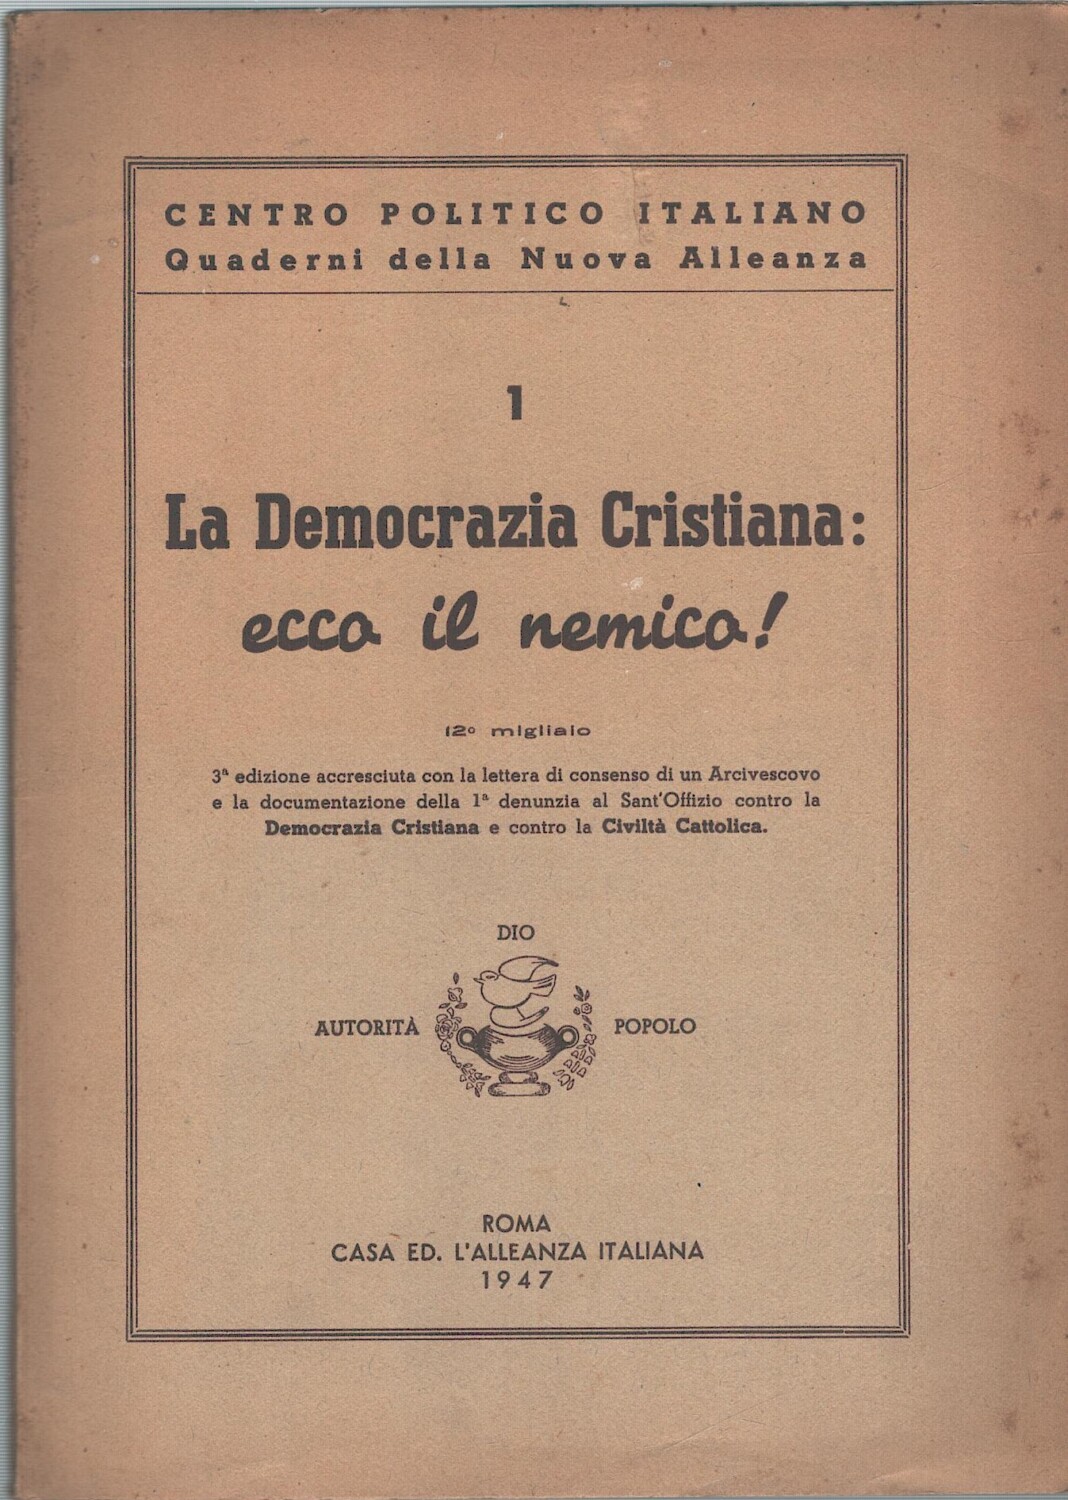 CENTRO POLITICO ITALIANO
Quaderni della Nuova Alleanza
1
La Democrazia Cristiana:
ecco il nemico!
12º migliaio
3ª edizione accresciuta con la lettera di consenso di un Arcivescovo
e la documentazione della 1ª denunzia al Sant'Offizio contro la
Democrazia Cristiana e contro la Civiltà Cattolica.
DIO
AUTORITÀ POPOLO
ROMA
CASA ED. L'ALLEANZA ITALIANA
1947